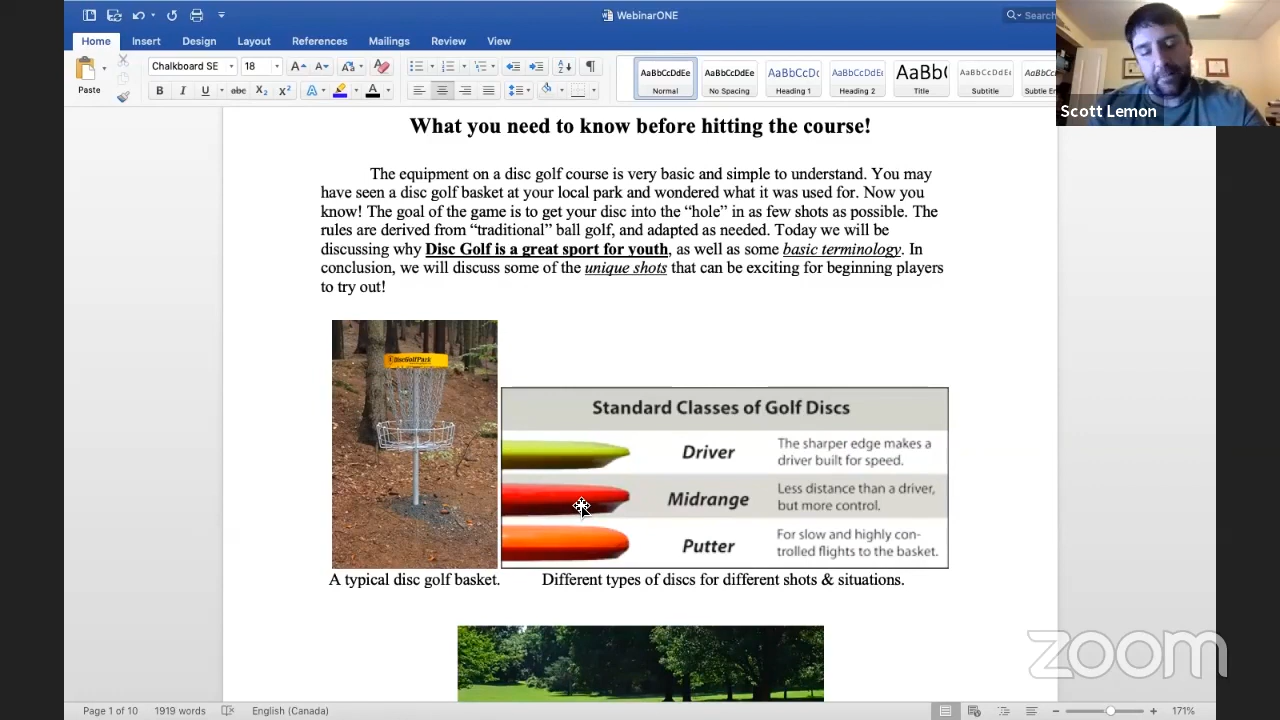 WebinarONE
Search
Home Insert Design Layout References Mailings Review View
Paste
Chalkboard SE 18
AaBbCcDdEe AaBbCcDdEe AaBbCcDc AaBbCcDdEe AaBbC AaBbCcDdEe
Normal No Spacing Heading 1 Heading 2 Title Subtitle
Scott Lemon
What you need to know before hitting the course!
The equipment on a disc golf course is very basic and simple to understand. You may
have seen a disc golf basket at your local park and wondered what it was used for. Now you
know! The goal of the game is to get your disc into the “hole” in as few shots as possible. The
rules are derived from “traditional” ball golf, and adapted as needed. Today we will be
discussing why Disc Golf is a great sport for youth, as well as some basic terminology. In
conclusion, we will discuss some of the unique shots that can be exciting for beginning players
to try out!
DiscGolfPark
Standard Classes of Golf Discs
Driver The sharper edge makes a
driver built for speed.
Midrange Less distance than a driver,
but more control.
Putter For slow and highly con-
trolled flights to the basket.
A typical disc golf basket. Different types of discs for different shots & situations.
zoom
Page 1 of 10 1919 words English (Canada) 171%